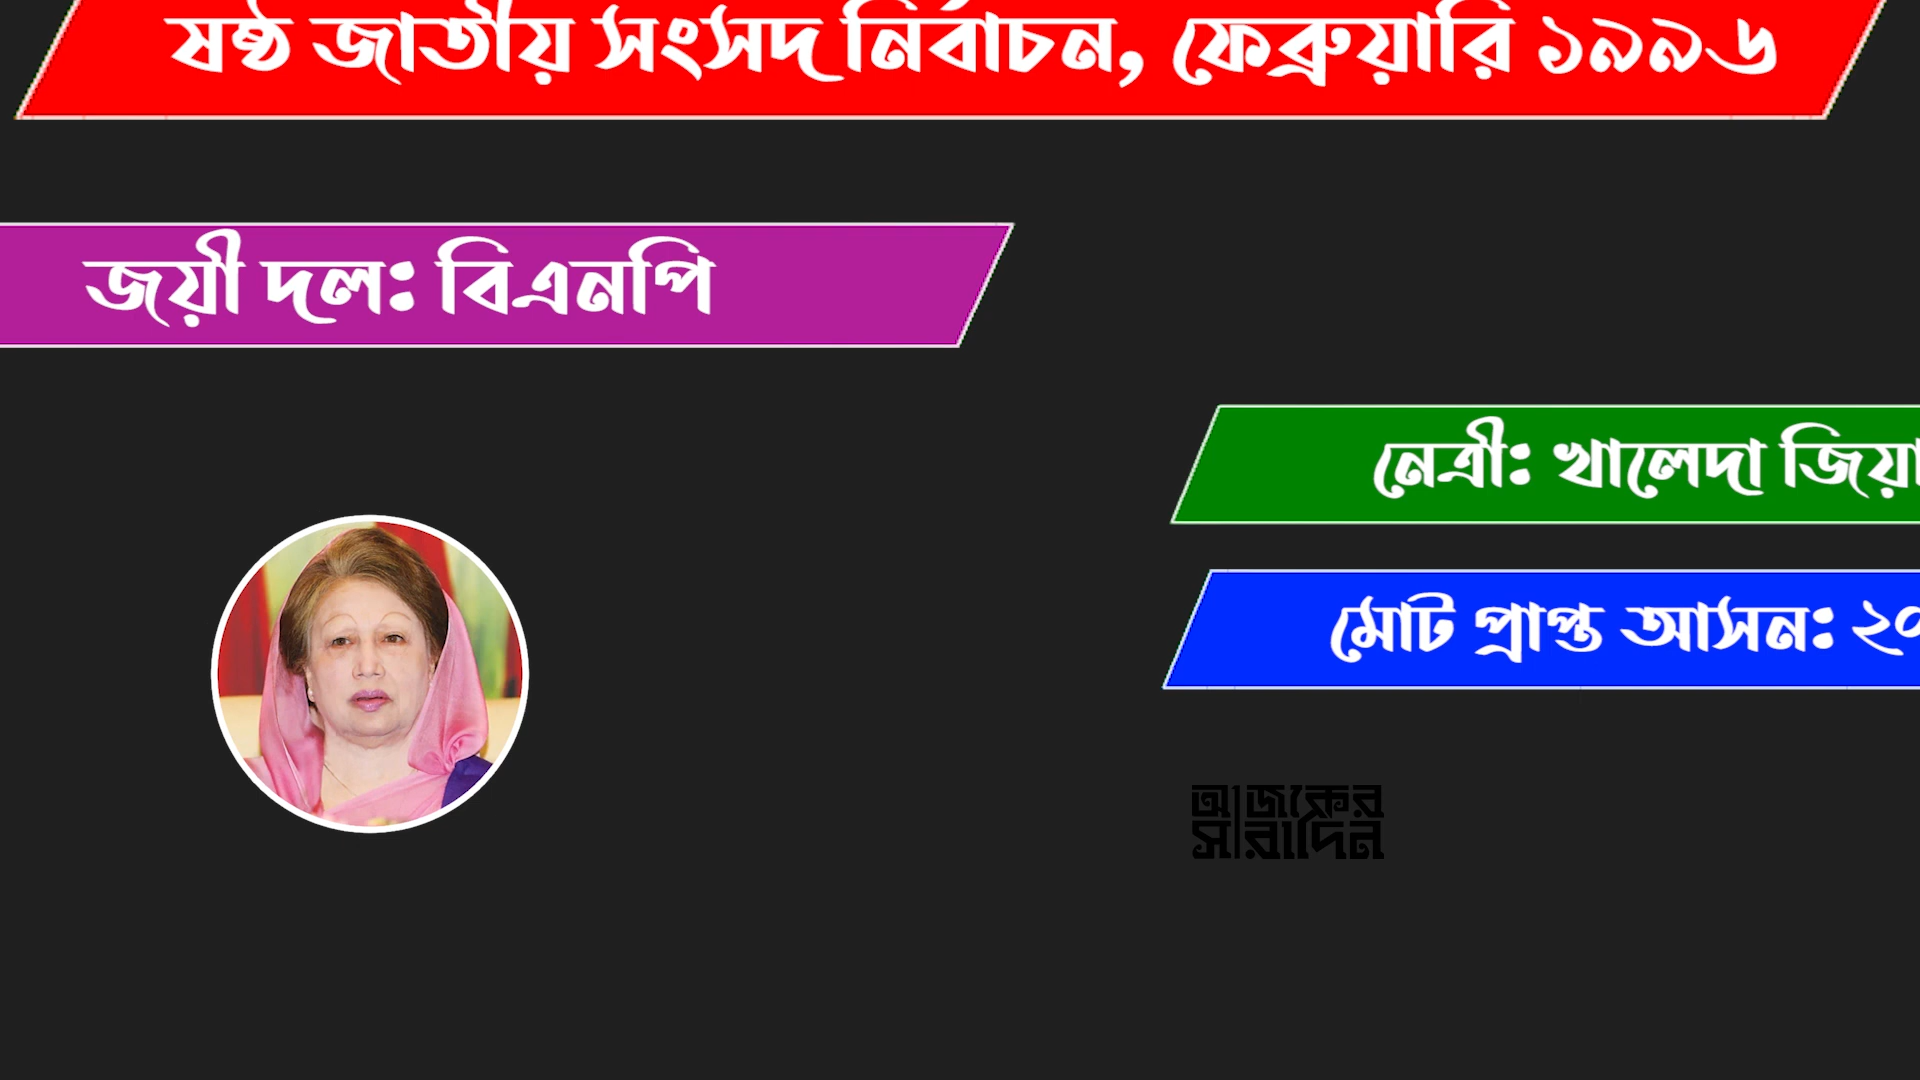 ষষ্ঠ জাতীয় সংসদ নির্বাচন, ফেব্রুয়ারি ১৯৯৬
জয়ী দল: বিএনপি
নেত্রী: খালেদা জিয়া
মোট প্রাপ্ত আসন:
আজকের
সারাদেন